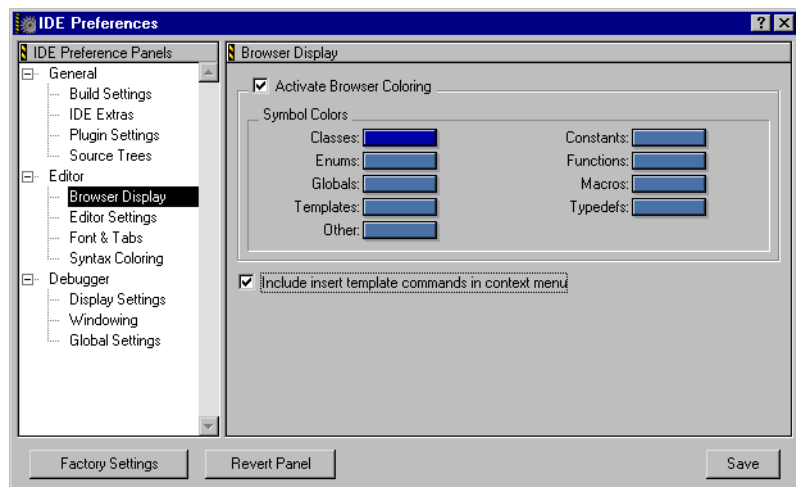 IDE Preferences
IDE Preference Panels
General
Build Settings
IDE Extras
Plugin Settings
Source Trees
Editor
Browser Display
Editor Settings
Font & Tabs
Syntax Coloring
Debugger
Display Settings
Windowing
Global Settings
Browser Display
Activate Browser Coloring
Symbol Colors
Classes: Constants:
Enums: Functions:
Globals: Macros:
Templates: Typedefs:
Other:
Include insert template commands in context menu
Factory Settings Revert Panel Save